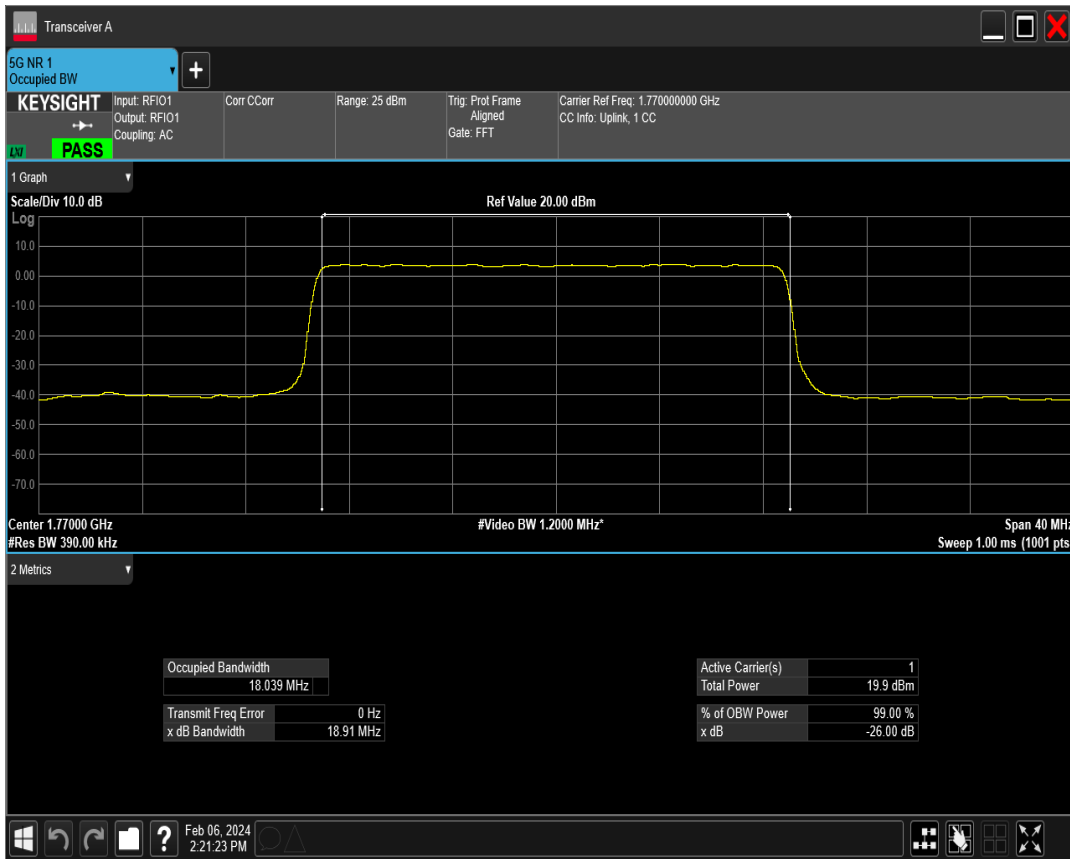 Transceiver A
5G NR 1
Occupied BW
KEYSIGHT
LXI
PASS
Input: RFIO1
Output: RFIO1
Coupling: AC
Corr CCorr
Range: 25 dBm
Trig: Prot Frame
Aligned
Gate: FFT
Carrier Ref Freq: 1.770000000 GHz
CC Info: Uplink, 1 CC
1 Graph
Scale/Div 10.0 dB
Ref Value 20.00 dBm
Log
10.0
0.00
-10.0
-20.0
-30.0
-40.0
-50.0
-60.0
-70.0
Center 1.77000 GHz
#Video BW 1.2000 MHz*
Span 40 MHz
#Res BW 390.00 kHz
Sweep 1.00 ms (1001 pts
2 Metrics
Occupied Bandwidth
18.039 MHz
Transmit Freq Error 0 Hz
x dB Bandwidth 18.91 MHz
Active Carrier(s) 1
Total Power 19.9 dBm
% of OBW Power 99.00 %
x dB -26.00 dB
?
Feb 06, 2024
2:21:23 PM